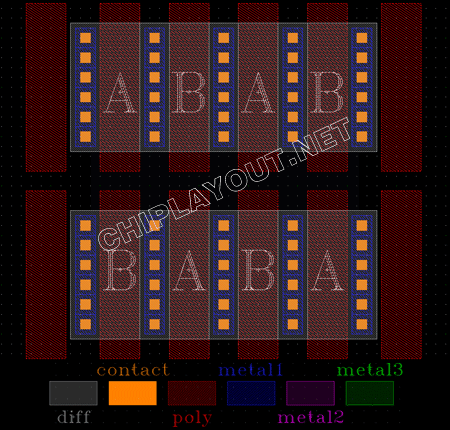 A B A B
CHIPLAYOUT.NET
B A B A
contact metal1 metal3
diff poly metal2